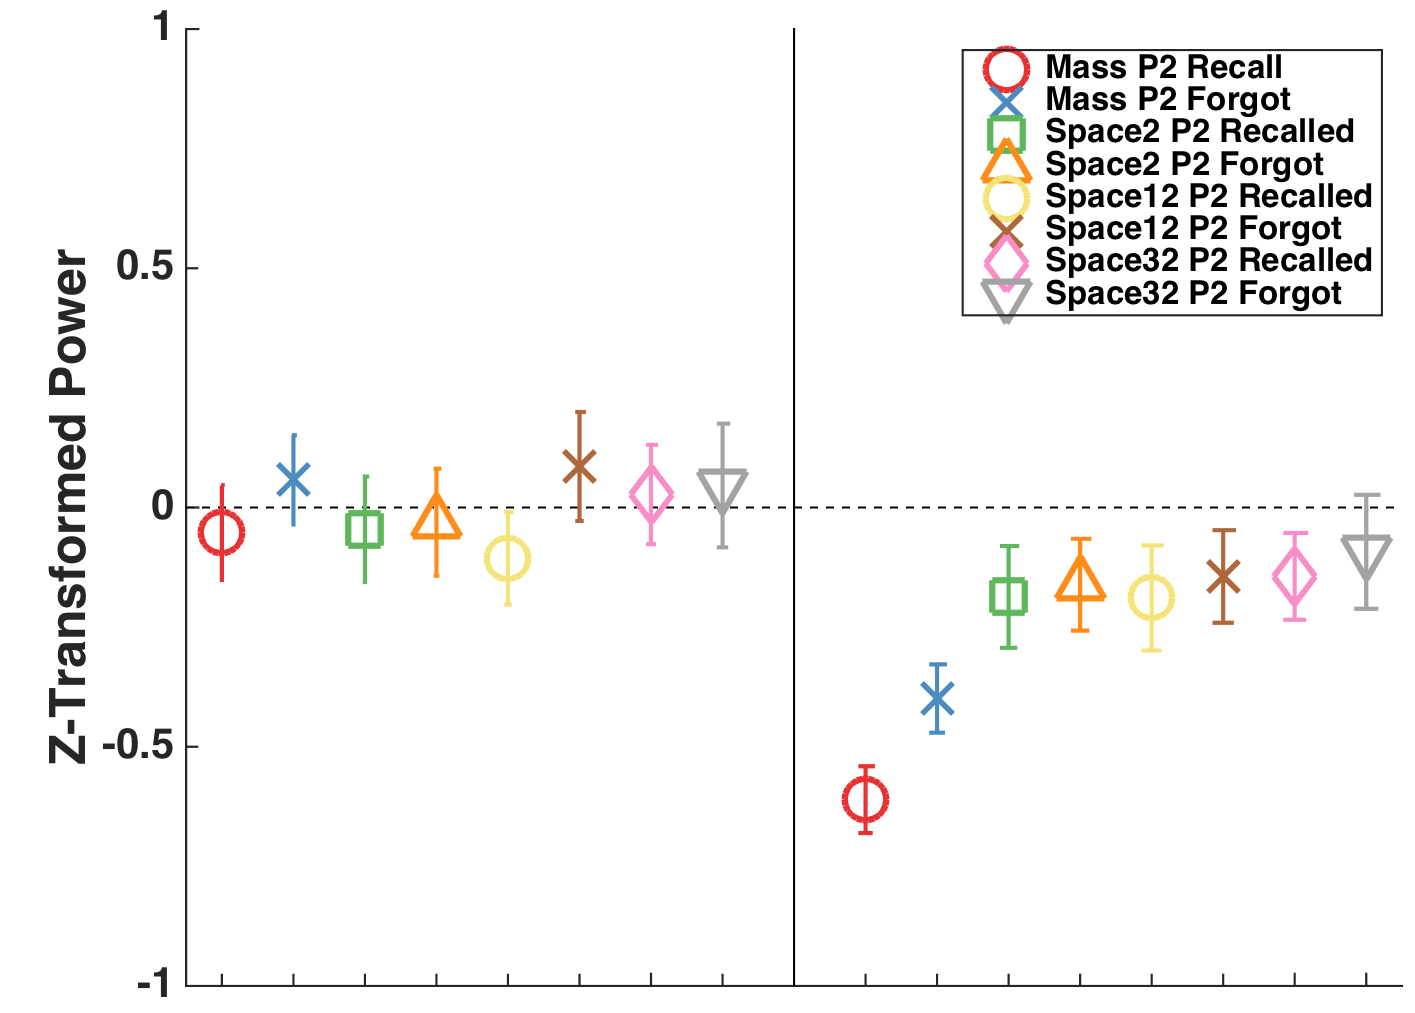 1
0.5
0
-0.5
-1
Z-Transformed Power
Mass P2 Recall
Mass P2 Forgot
Space2 P2 Recalled
Space2 P2 Forgot
Space12 P2 Recalled
Space12 P2 Forgot
Space32 P2 Recalled
Space32 P2 Forgot